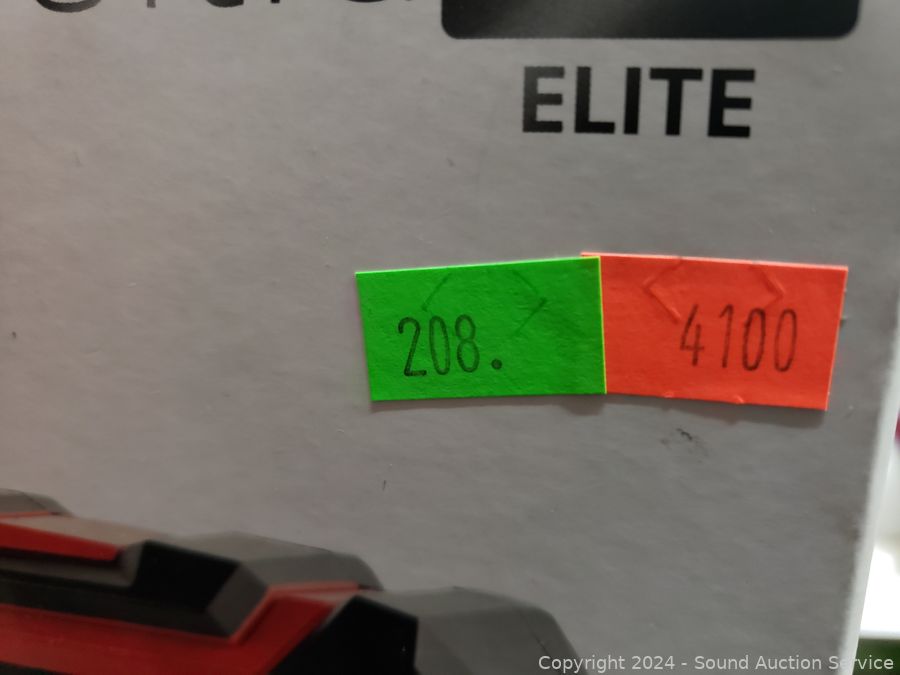 ELITE
208.
4100
Copyright 2024 - Sound Auction Service